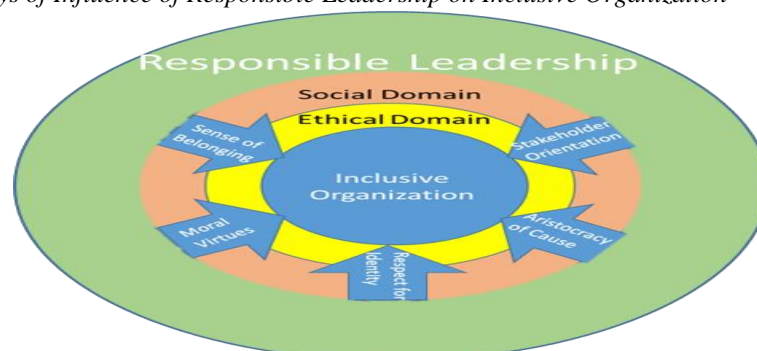 of Influence of Responsible Leadership on Inclusive Organization
Responsible Leadership
Social Domain
Ethical Domain
Sense of
Belonging
Stakeholder
Orientation
Inclusive
Organization
Moral
Virtues
Aristocracy
of Cause
Respect for
Identity